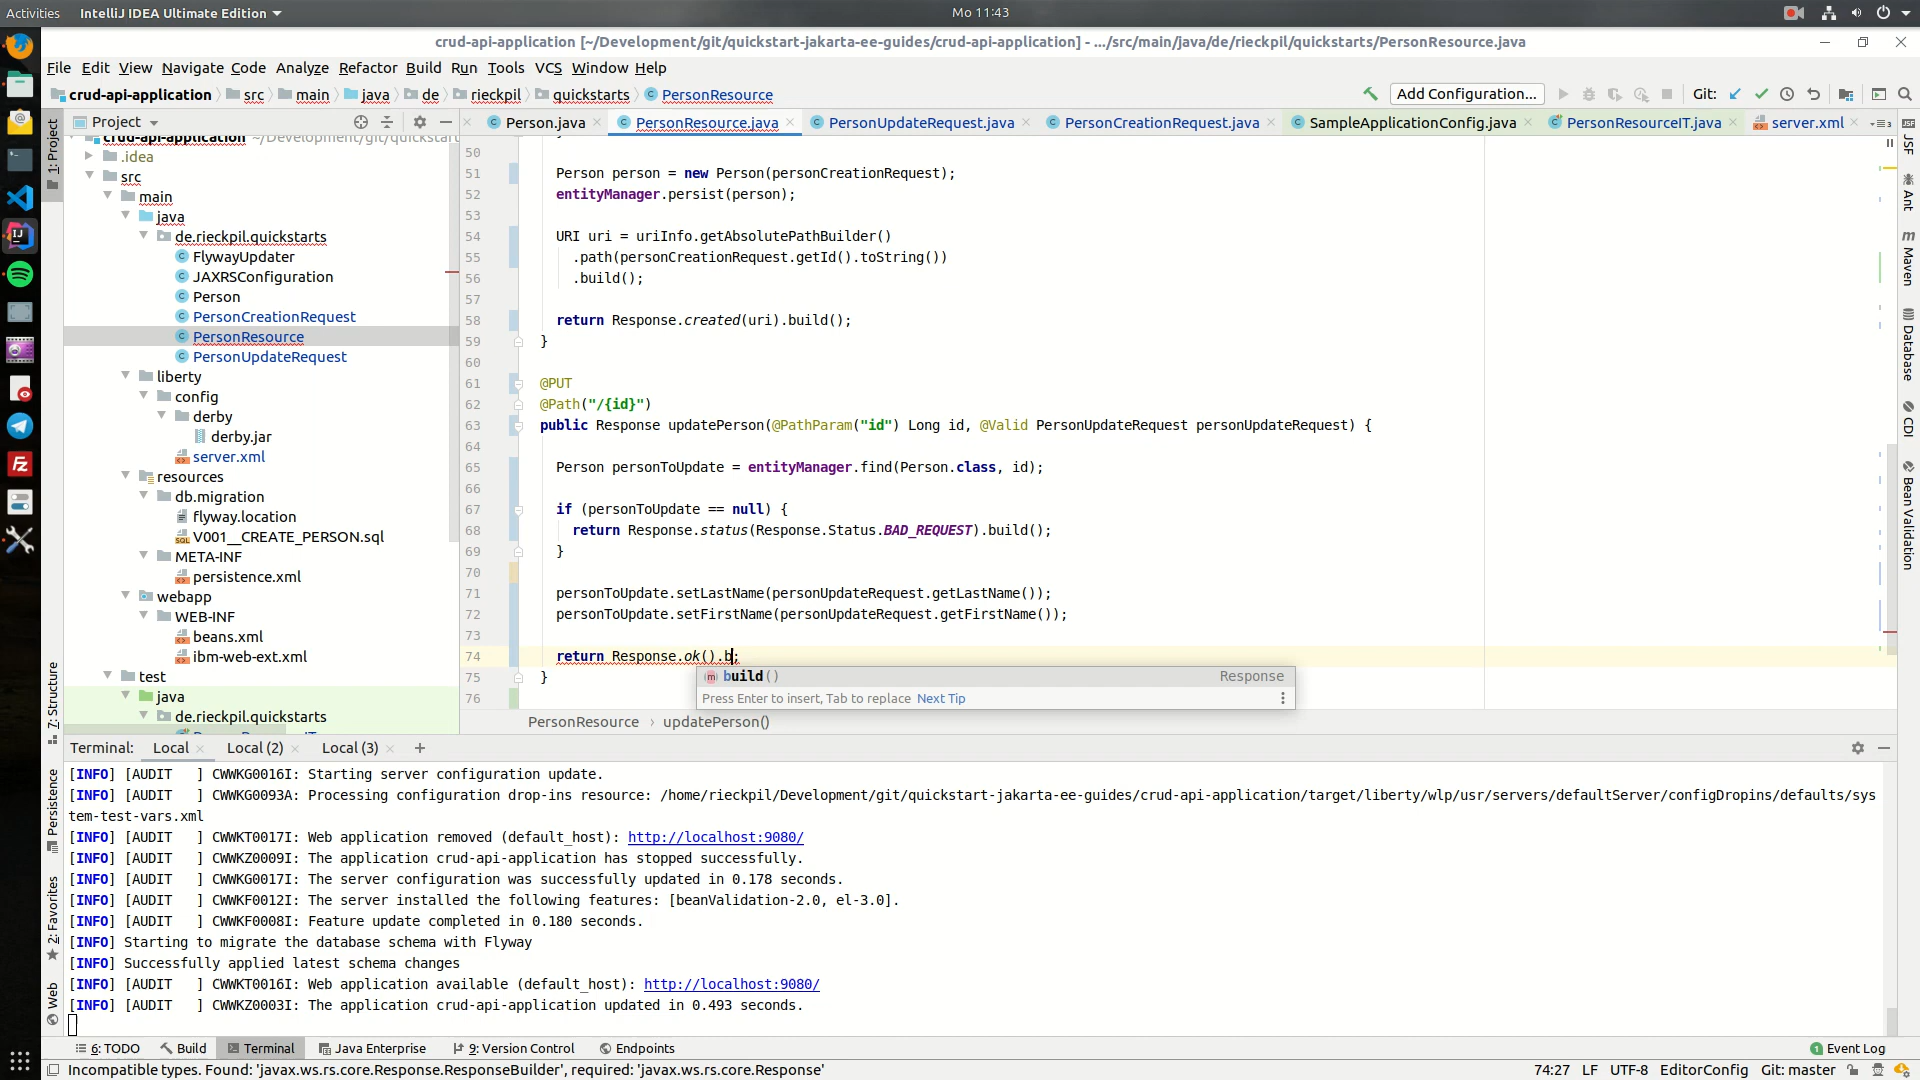 Activities IntelliJ IDEA Ultimate Edition Mo 11:43
crud-api-application [~/Development/git/quickstart-jakarta-ee-guides/crud-api-application] - .../src/main/java/de/rieckpil/quickstarts/PersonResource.java
File Edit View Navigate Code Analyze Refactor Build Run Tools VCS Window Help
crud-api-application src main java de rieckpil quickstarts PersonResource Add Configuration... Git:
Project Person.java PersonResource.java PersonUpdateRequest.java PersonCreationRequest.java SampleApplicationConfig.java PersonResourceIT.java server.xml
crud-api-application ~/Development/git/quickstart
.idea
src
main
java
de.rieckpil.quickstarts
FlywayUpdater
JAXRSConfiguration
Person
PersonCreationRequest
PersonResource
PersonUpdateRequest
liberty
config
derby
derby.jar
server.xml
resources
db.migration
flyway.location
V001__CREATE_PERSON.sql
META-INF
persistence.xml
webapp
WEB-INF
beans.xml
ibm-web-ext.xml
test
java
de.rieckpil.quickstarts
50
51 Person person = new Person(personCreationRequest);
52 entityManager.persist(person);
53
54 URI uri = uriInfo.getAbsolutePathBuilder()
55 .path(personCreationRequest.getId().toString())
56 .build();
57
58 return Response.created(uri).build();
59 }
60
61 @PUT
62 @Path("/{id}")
63 public Response updatePerson(@PathParam("id") Long id, @Valid PersonUpdateRequest personUpdateRequest) {
64
65 Person personToUpdate = entityManager.find(Person.class, id);
66
67 if (personToUpdate == null) {
68 return Response.status(Response.Status.BAD_REQUEST).build();
69 }
70
71 personToUpdate.setLastName(personUpdateRequest.getLastName());
72 personToUpdate.setFirstName(personUpdateRequest.getFirstName());
73
74 return Response.ok().b;
75 }
76
build() Response
Press Enter to insert, Tab to replace Next Tip
PersonResource › updatePerson()
1: Project
7: Structure
Persistence
2: Favorites
Web
JSF
Ant
Maven
Database
CDI
Bean Validation
Terminal: Local Local (2) Local (3) +
[INFO] [AUDIT ] CWWKG0016I: Starting server configuration update.
[INFO] [AUDIT ] CWWKG0093A: Processing configuration drop-ins resource: /home/rieckpil/Development/git/quickstart-jakarta-ee-guides/crud-api-application/target/liberty/wlp/usr/servers/defaultServer/configDropins/defaults/sys
tem-test-vars.xml
[INFO] [AUDIT ] CWWKT0017I: Web application removed (default_host): http://localhost:9080/
[INFO] [AUDIT ] CWWKZ0009I: The application crud-api-application has stopped successfully.
[INFO] [AUDIT ] CWWKG0017I: The server configuration was successfully updated in 0.178 seconds.
[INFO] [AUDIT ] CWWKF0012I: The server installed the following features: [beanValidation-2.0, el-3.0].
[INFO] [AUDIT ] CWWKF0008I: Feature update completed in 0.180 seconds.
[INFO] Starting to migrate the database schema with Flyway
[INFO] Successfully applied latest schema changes
[INFO] [AUDIT ] CWWKT0016I: Web application available (default_host): http://localhost:9080/
[INFO] [AUDIT ] CWWKZ0003I: The application crud-api-application updated in 0.493 seconds.
6: TODO Build Terminal Java Enterprise 9: Version Control Endpoints 1 Event Log
Incompatible types. Found: 'javax.ws.rs.core.Response.ResponseBuilder', required: 'javax.ws.rs.core.Response' 74:27 LF UTF-8 EditorConfig Git: master